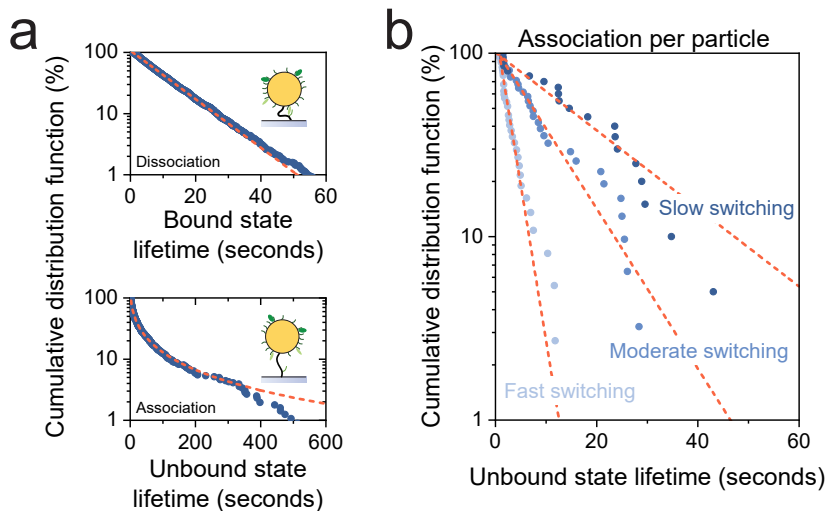 a
Cumulative distribution function (%)
100
10
1
Dissociation
0
20
40
60
Bound state
lifetime (seconds)
100
10
1
Association
0
200
400
600
Unbound state
lifetime (seconds)
b
Association per particle
Cumulative distribution function (%)
100
10
1
Slow switching
Moderate switching
Fast switching
0
20
40
60
Unbound state lifetime (seconds)